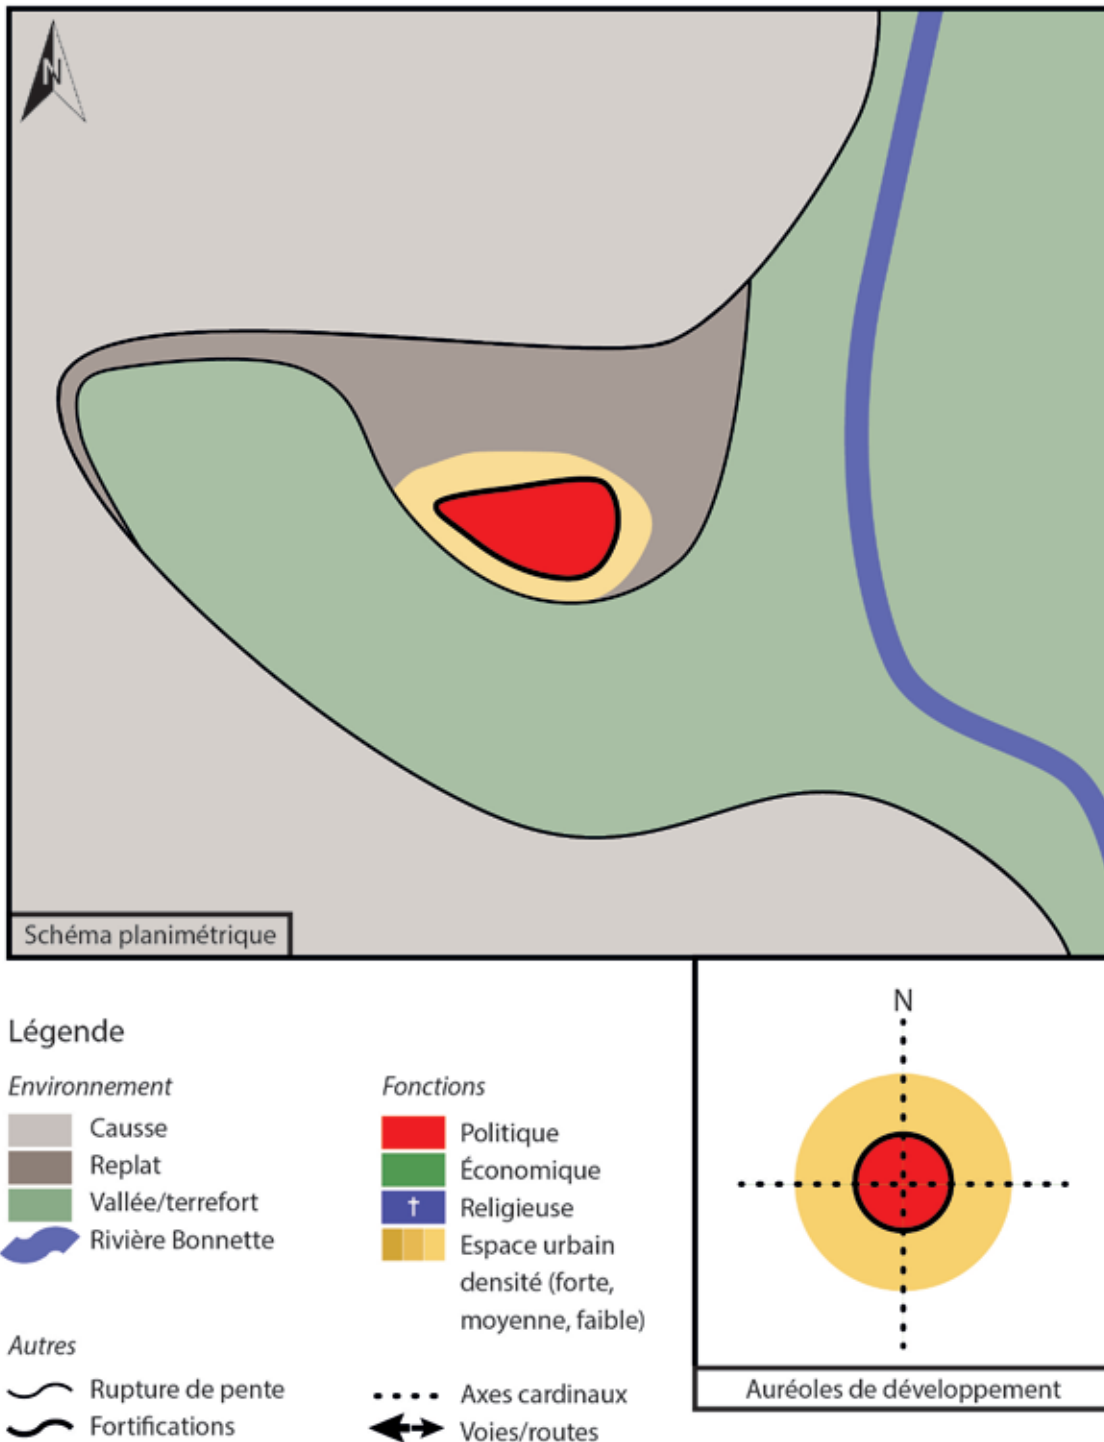 N
Schéma planimétrique
Légende
Environnement
Causse
Replat
Vallée/terrefort
Rivière Bonnette
Fonctions
Politique
Économique
†
Religieuse
Espace urbain
densité (forte,
moyenne, faible)
Autres
Rupture de pente
Fortifications
Axes cardinaux
Voies/routes
N
Auréoles de développement